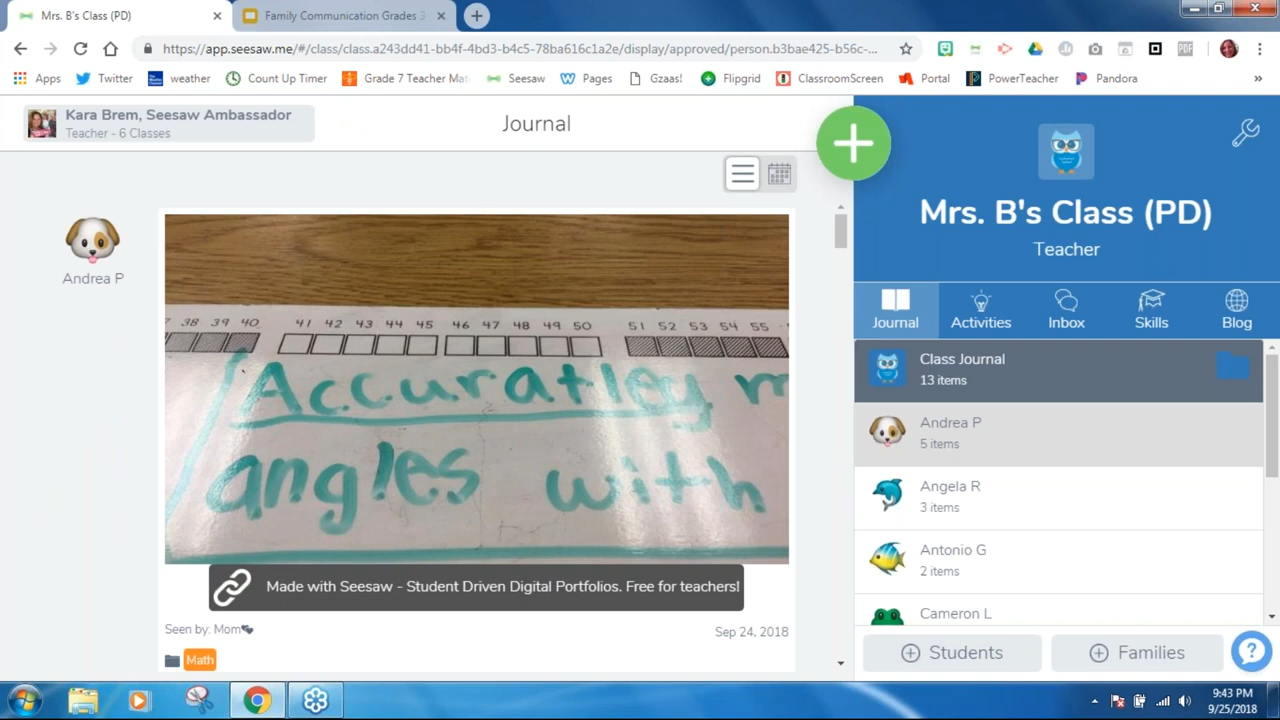 Mrs. B's Class (PD)
Family Communication Grades 3
https://app.seesaw.me/#/class/class.a243dd41-bb4f-4bd3-b4c5-78ba616c1a2e/display/approved/person.b3bae425-b56c-...
Apps Twitter weather Count Up Timer Grade 7 Teacher Mat Seesaw Pages Gzaas! Flipgrid ClassroomScreen Portal PowerTeacher Pandora »
Kara Brem, Seesaw Ambassador
Teacher - 6 Classes
Journal
Andrea P
38 39 40 41 42 43 44 45 46 47 48 49 50 51 52 53 54 55
Accuratley m
angles with
Made with Seesaw - Student Driven Digital Portfolios. Free for teachers!
Seen by: Mom
Sep 24, 2018
Math
Mrs. B's Class (PD)
Teacher
Journal Activities Inbox Skills Blog
Class Journal
13 items
Andrea P
5 items
Angela R
3 items
Antonio G
2 items
Cameron L
Students Families ?
9:43 PM
9/25/2018